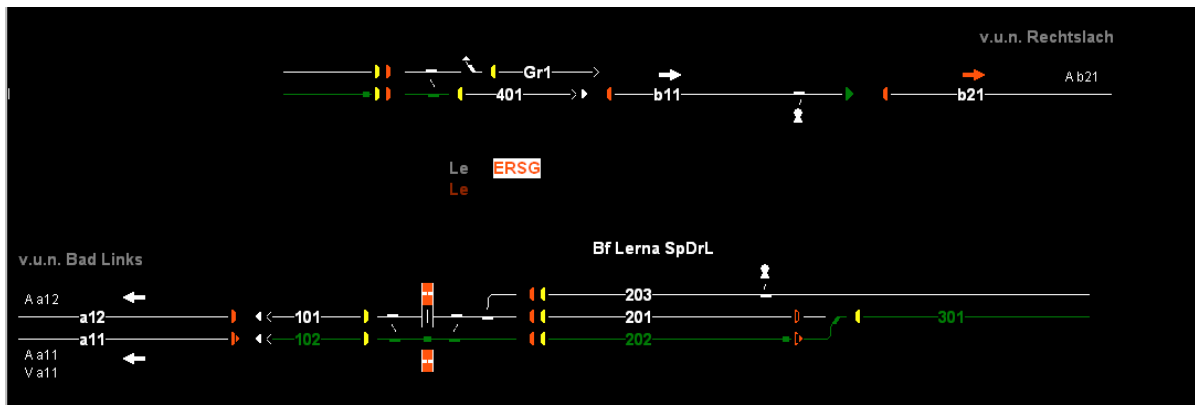 v.u.n. Rechtslach
Gr1
A b21
401
b11
b21
Le
ERSG
Le
Bf Lerna SpDrL
v.u.n. Bad Links
A a12
203
a12
101
201
301
a11
102
202
A a11
V a11